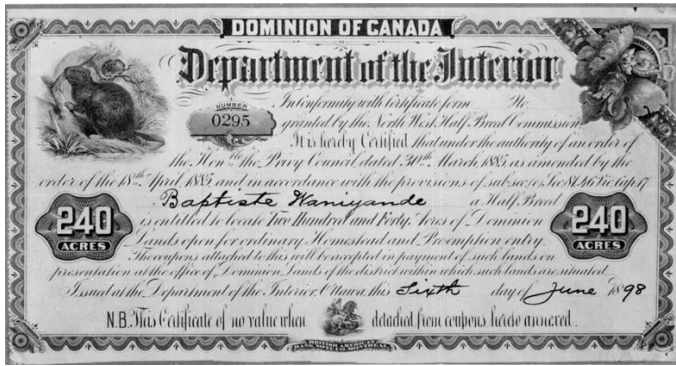 DOMINION OF CANADA
Department of the Interior
NUMBER
0295
In conformity with Certificate form No.
granted by the North West Half Breed Commission
It is hereby Certified that under the authority of an order of
the Honble the Privy Council dated 30th March 1885 as amended by the
order of the 18th April 1885 and in accordance with the provisions of sub sec (e) Sec 81, 46 Vic Cap. 17.
Baptiste Waniyande a Half Breed
240
ACRES
is entitled to locate Two Hundred and Forty Acres of Dominion
Lands open for ordinary Homestead and Preemption entry.
240
ACRES
The coupons attached to this will be accepted in payment of such lands on
presentation at the office of Dominion Lands of the district within which such lands are situated.
Issued at the Department of the Interior, Ottawa, this Sixth day of June 1898
N.B. This Certificate of no value when detached from coupons hereto annexed.
BRITISH AMERICAN
BANK NOTE CO. MONTREAL